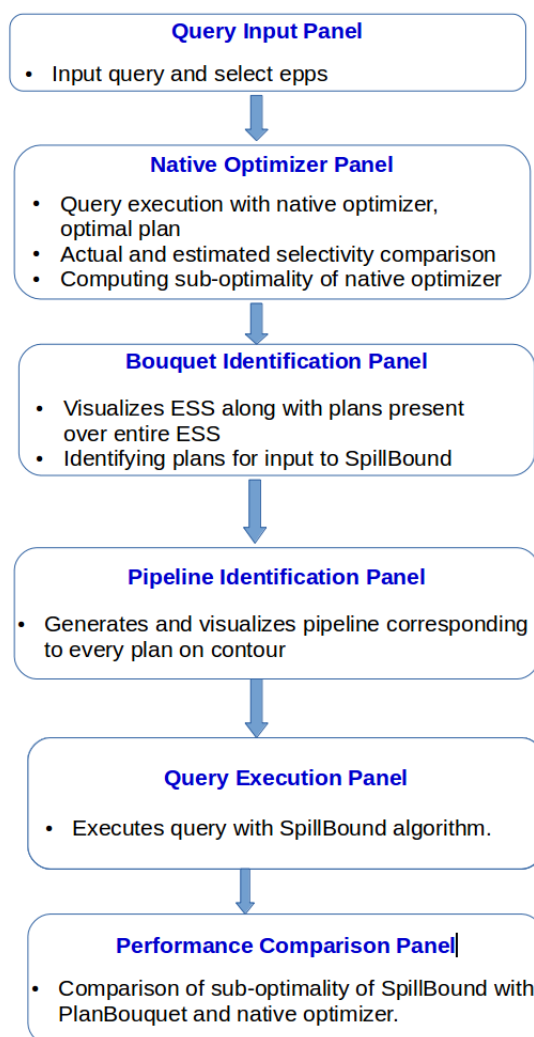 Query Input Panel
• Input query and select epps
Native Optimizer Panel
• Query execution with native optimizer,
optimal plan
• Actual and estimated selectivity comparison
• Computing sub-optimality of native optimizer
Bouquet Identification Panel
• Visualizes ESS along with plans present
over entire ESS
• Identifying plans for input to SpillBound
Pipeline Identification Panel
• Generates and visualizes pipeline corresponding
to every plan on contour
Query Execution Panel
• Executes query with SpillBound algorithm.
Performance Comparison Panel
• Comparison of sub-optimality of SpillBound with
PlanBouquet and native optimizer.